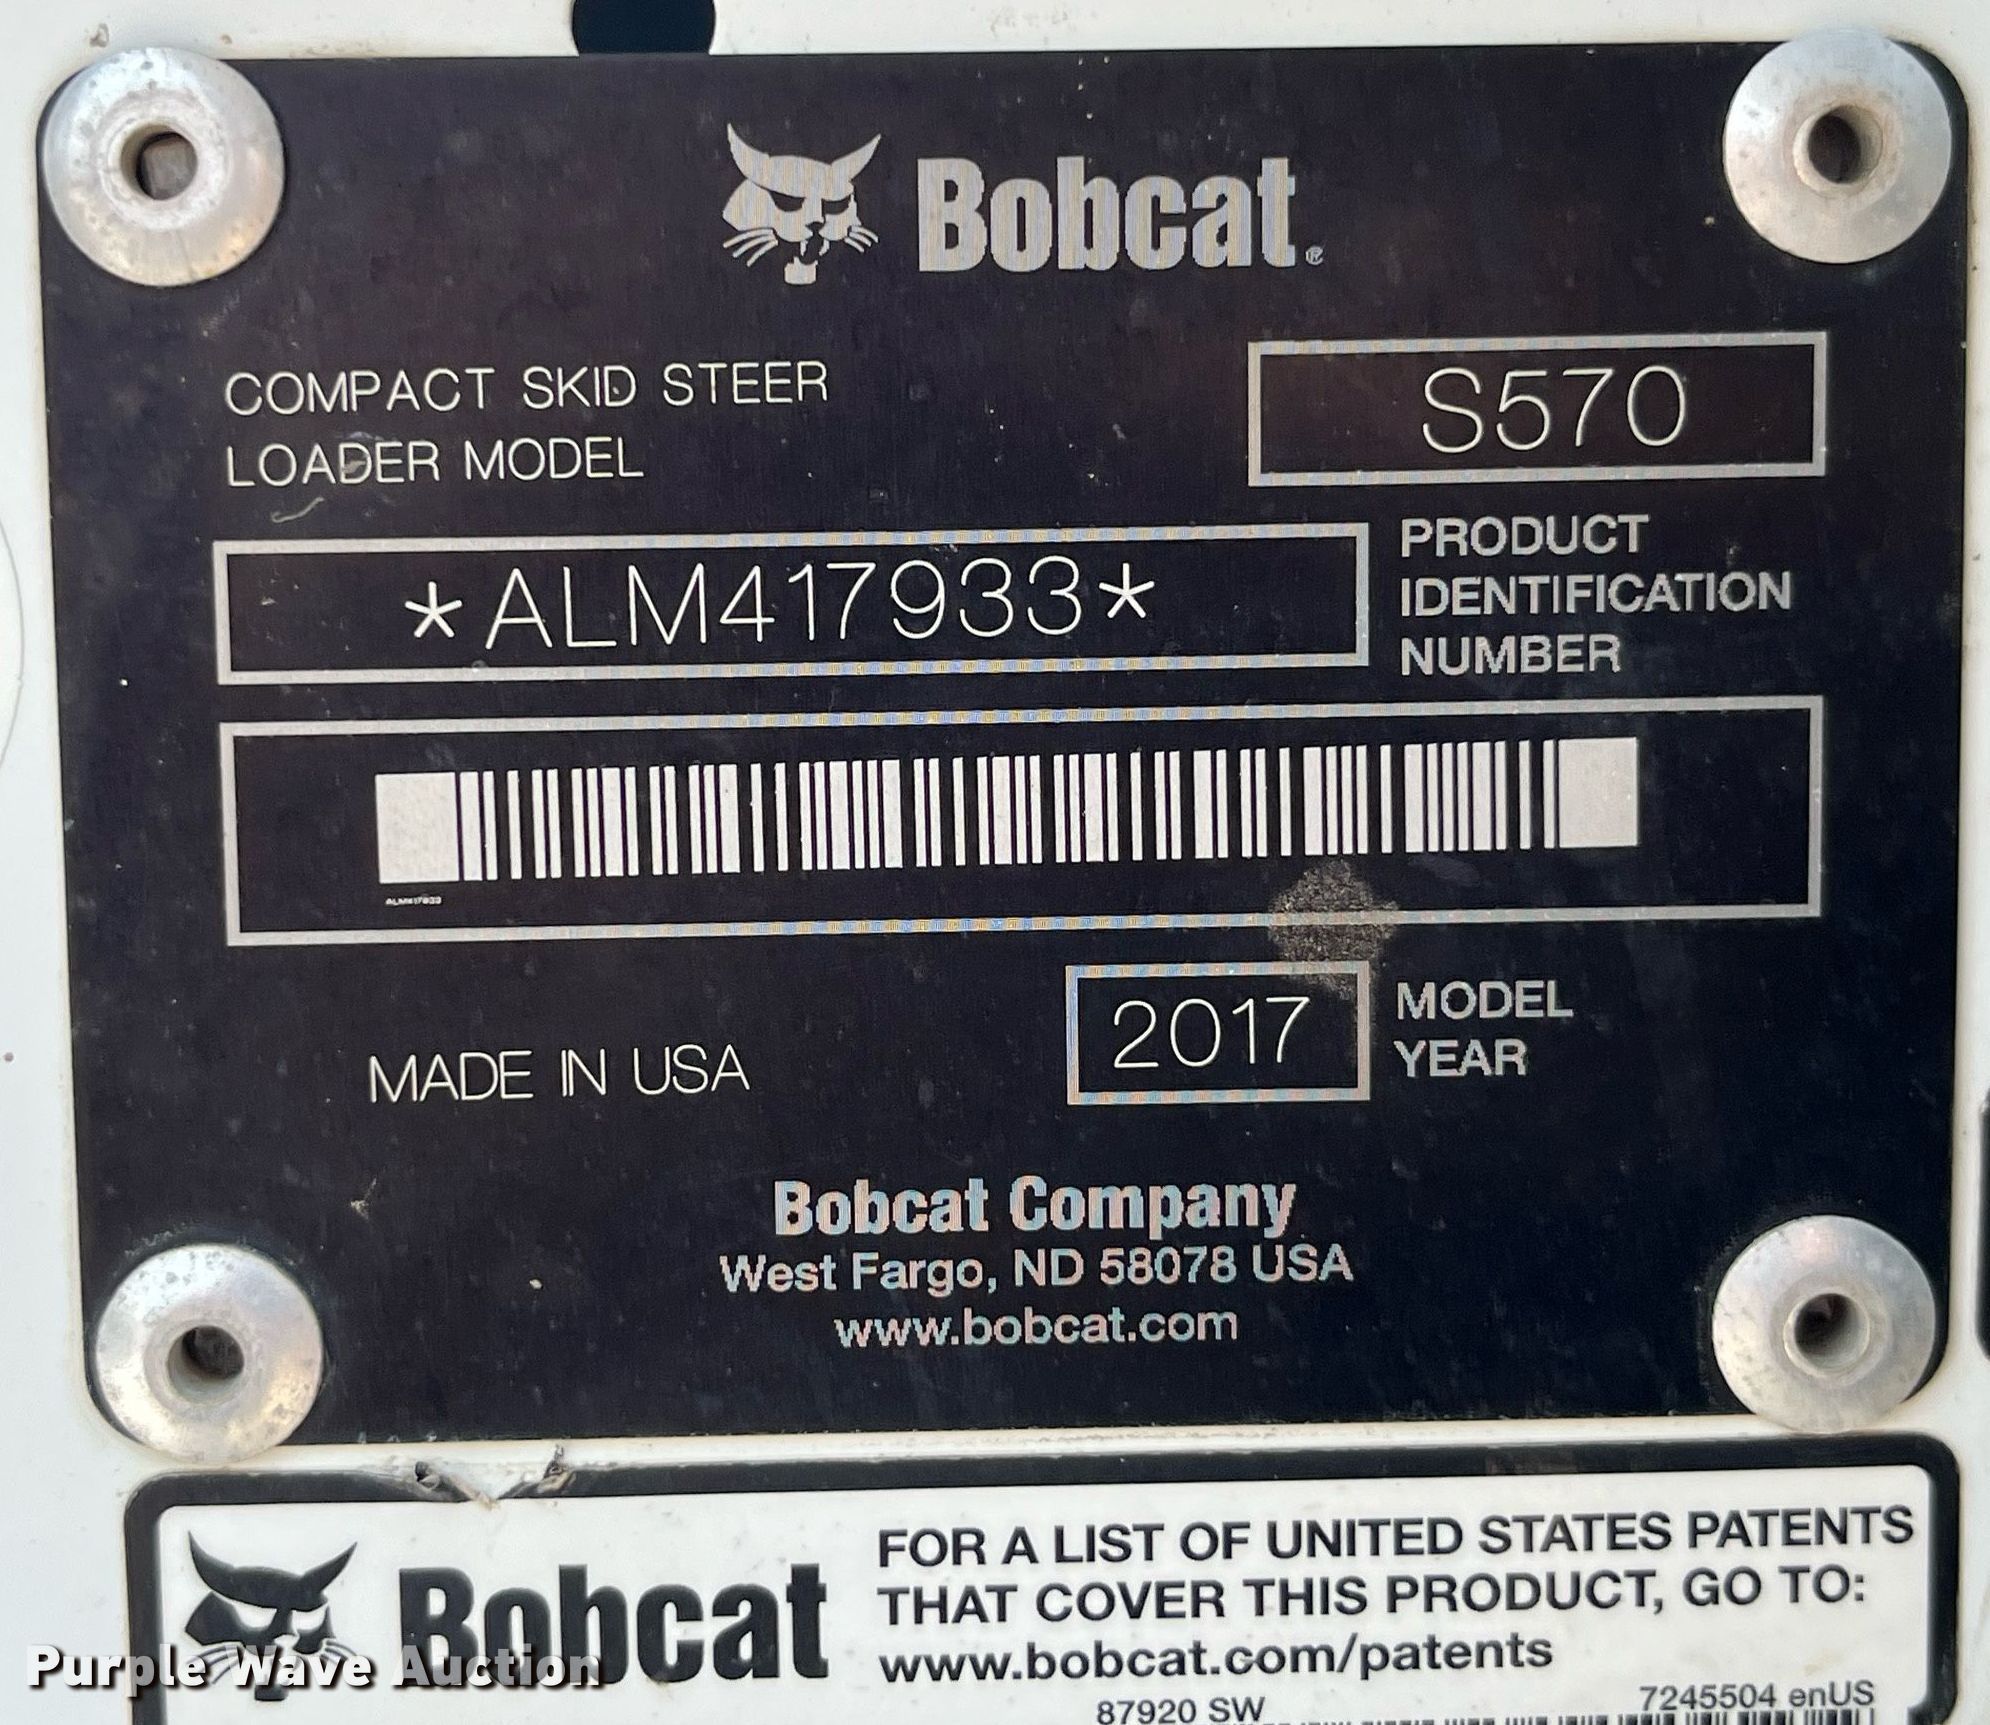 Bobcat®
COMPACT SKID STEER
LOADER MODEL
S570
*ALM417933*
PRODUCT
IDENTIFICATION
NUMBER
ALM417933
MADE IN USA
2017
MODEL
YEAR
Bobcat Company
West Fargo, ND 58078 USA
www.bobcat.com
Bobcat
FOR A LIST OF UNITED STATES PATENTS
THAT COVER THIS PRODUCT, GO TO:
www.bobcat.com/patents
87920 SW
7245504 enUS
Purple Wave Auction